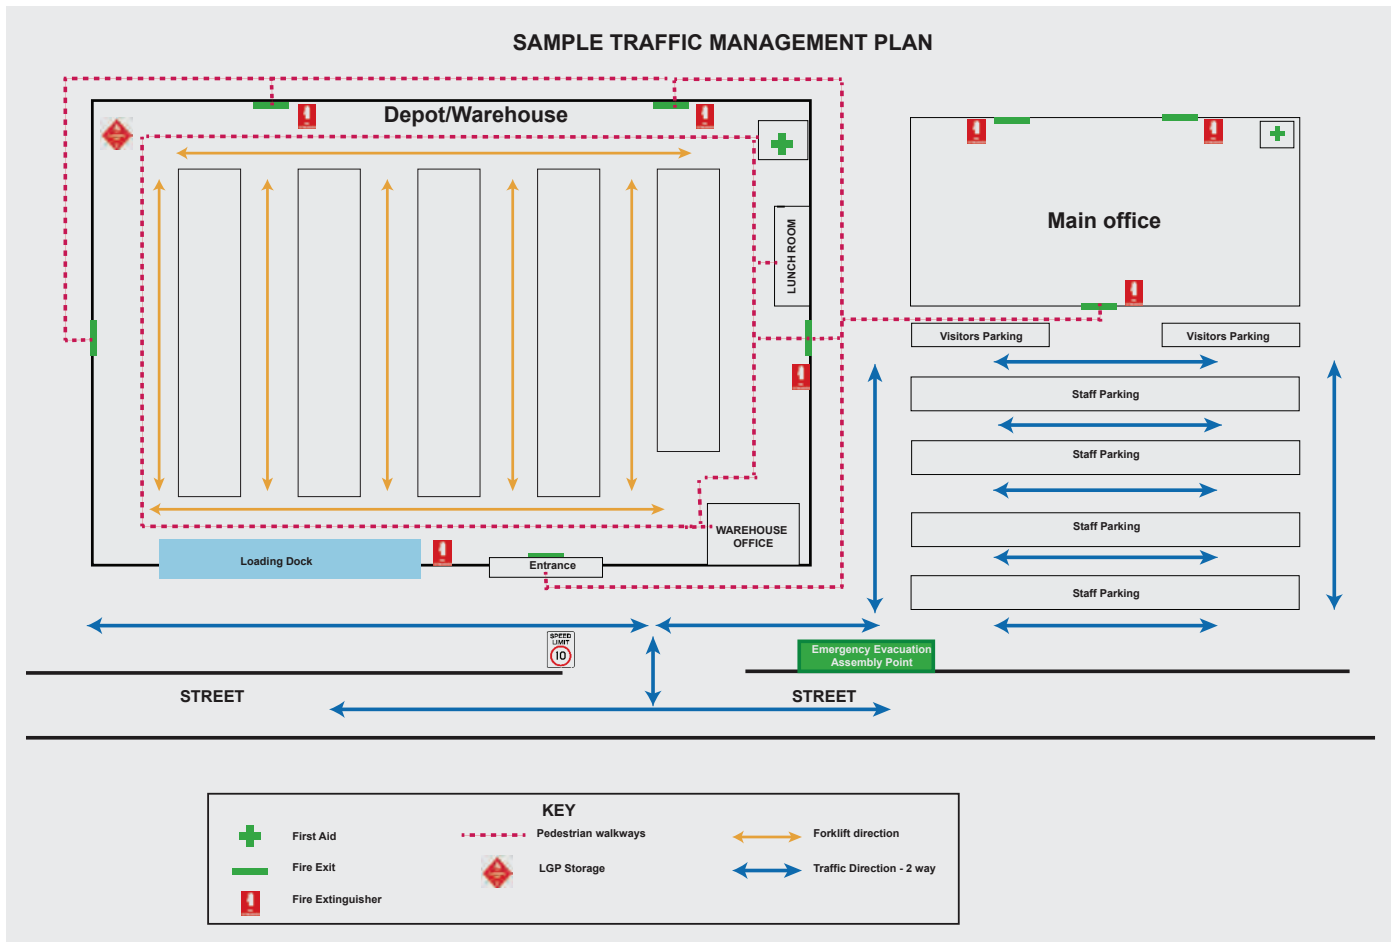 SAMPLE TRAFFIC MANAGEMENT PLAN
Depot/Warehouse
Main office
LUNCH ROOM
Visitors Parking
Visitors Parking
Staff Parking
Staff Parking
Staff Parking
Staff Parking
WAREHOUSE
OFFICE
Loading Dock
Entrance
SPEED
LIMIT
10
Emergency Evacuation
Assembly Point
STREET
STREET
KEY
First Aid
Pedestrian walkways
Forklift direction
Fire Exit
LGP Storage
Traffic Direction - 2 way
Fire Extinguisher